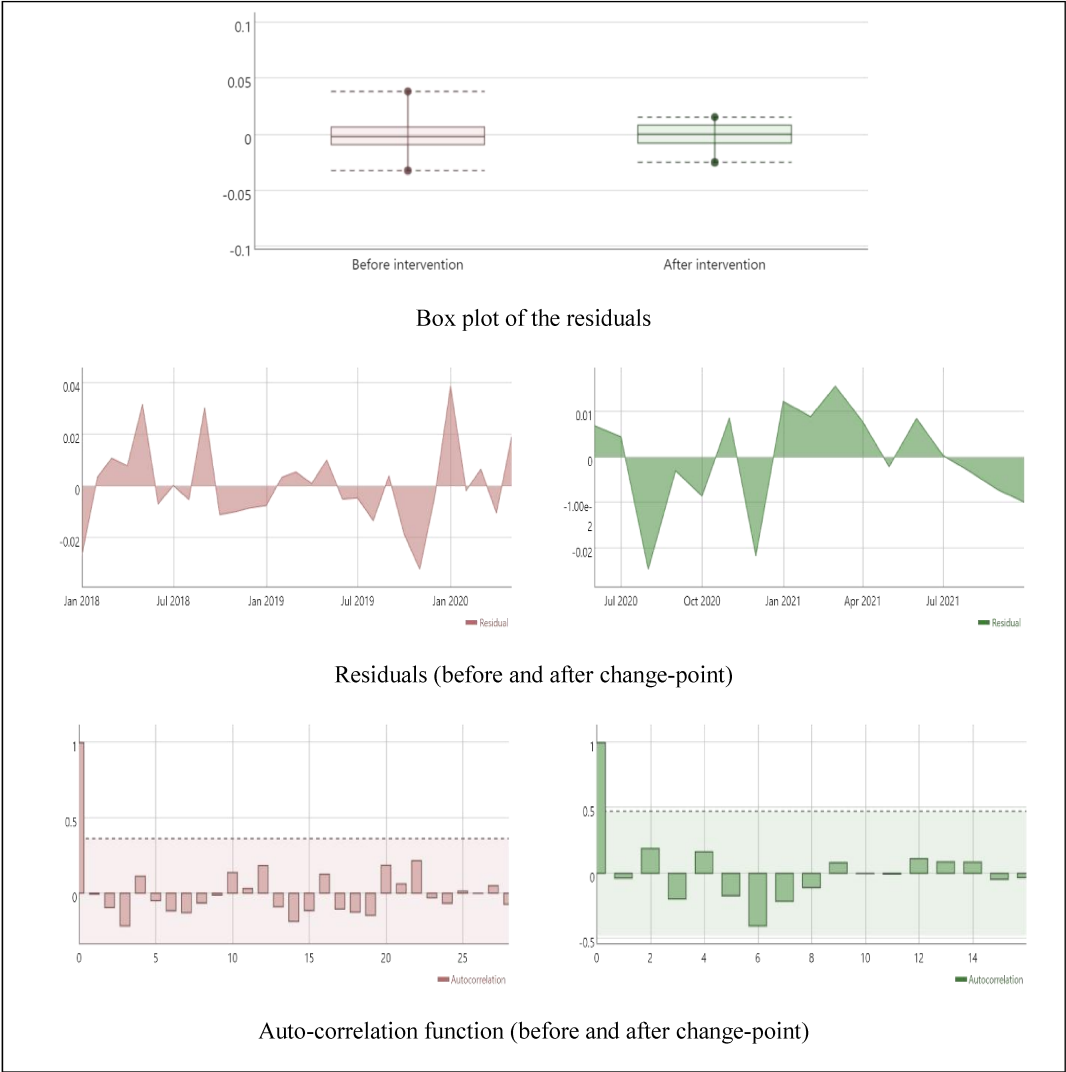 0.1
0.05
0
-0.05
-0.1
Before intervention After intervention
Box plot of the residuals
0.04
0.02
0
-0.02
Jan 2018 Jul 2018 Jan 2019 Jul 2019 Jan 2020
Residual
0.01
0
-1.00e-
2
-0.02
Jul 2020 Oct 2020 Jan 2021 Apr 2021 Jul 2021
Residual
Residuals (before and after change-point)
1
0.5
0
0 5 10 15 20 25
Autocorrelation
1
0.5
0
-0.5
0 2 4 6 8 10 12 14
Autocorrelation
Auto-correlation function (before and after change-point)